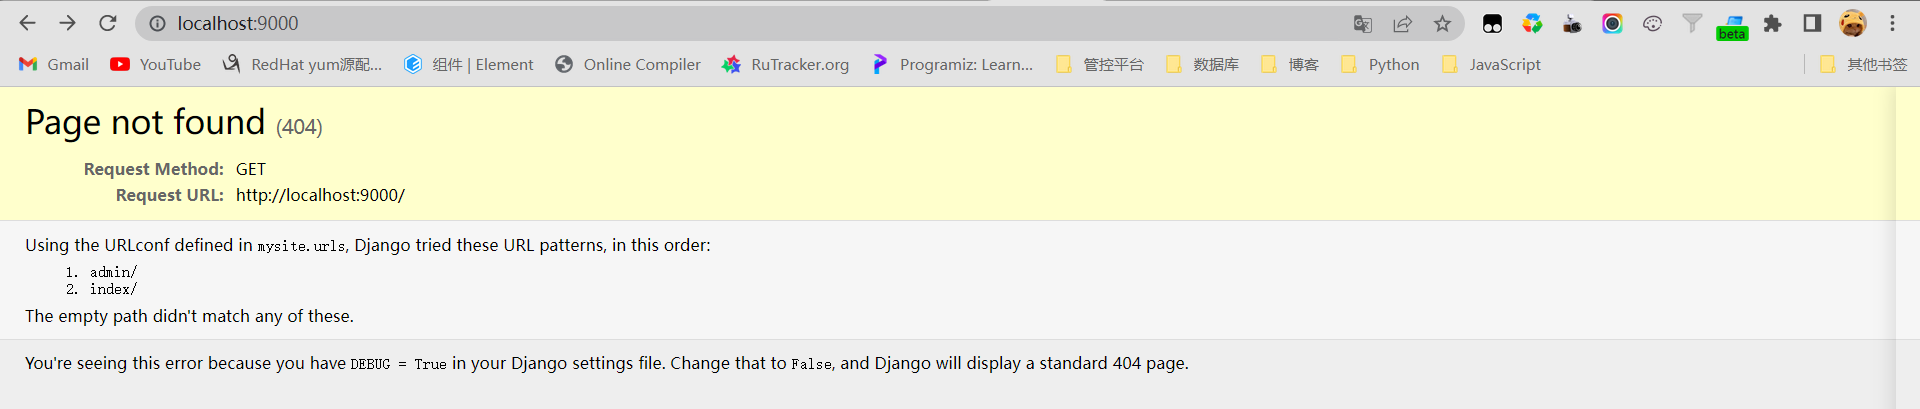 localhost:9000
beta
Gmail YouTube RedHat yum源配... 组件 | Element Online Compiler RuTracker.org Programiz: Learn... 管控平台 数据库 博客 Python JavaScript 其他书签
Page not found (404)
Request Method: GET
Request URL: http://localhost:9000/
Using the URLconf defined in mysite.urls, Django tried these URL patterns, in this order:
1. admin/
2. index/
The empty path didn't match any of these.
You're seeing this error because you have DEBUG = True in your Django settings file. Change that to False, and Django will display a standard 404 page.